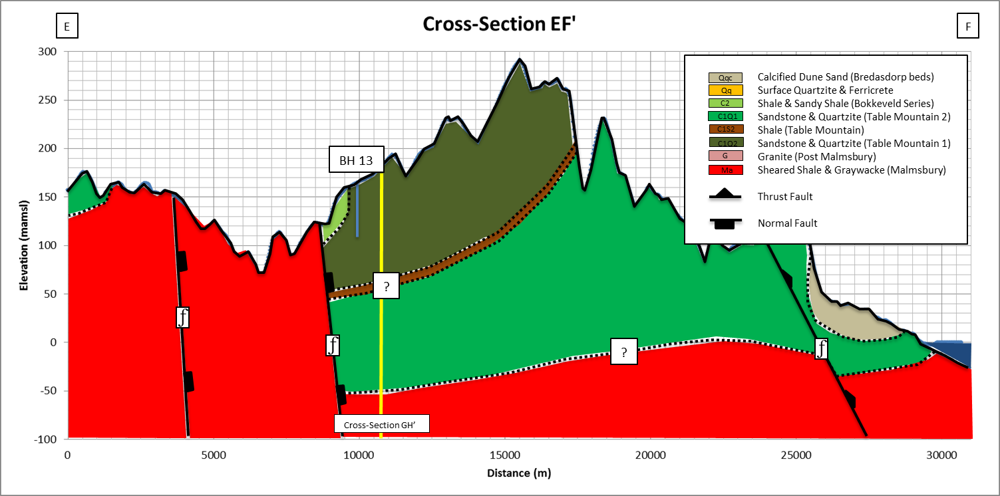 E
Cross-Section EF'
F
300
250
200
150
100
50
0
-50
-100
Elevation (mamsl)
BH 13
?
?
ƒ
ƒ
ƒ
Cross-Section GH’
Qqc Calcified Dune Sand (Bredasdorp beds)
Qq Surface Quartzite & Ferricrete
C2 Shale & Sandy Shale (Bokkeveld Series)
C1Q1 Sandstone & Quartzite (Table Mountain 2)
C1S2 Shale (Table Mountain)
C1Q2 Sandstone & Quartzite (Table Mountain 1)
G Granite (Post Malmsbury)
Ma Sheared Shale & Graywacke (Malmsbury)
Thrust Fault
Normal Fault
0 5000 10000 15000 20000 25000 30000
Distance (m)